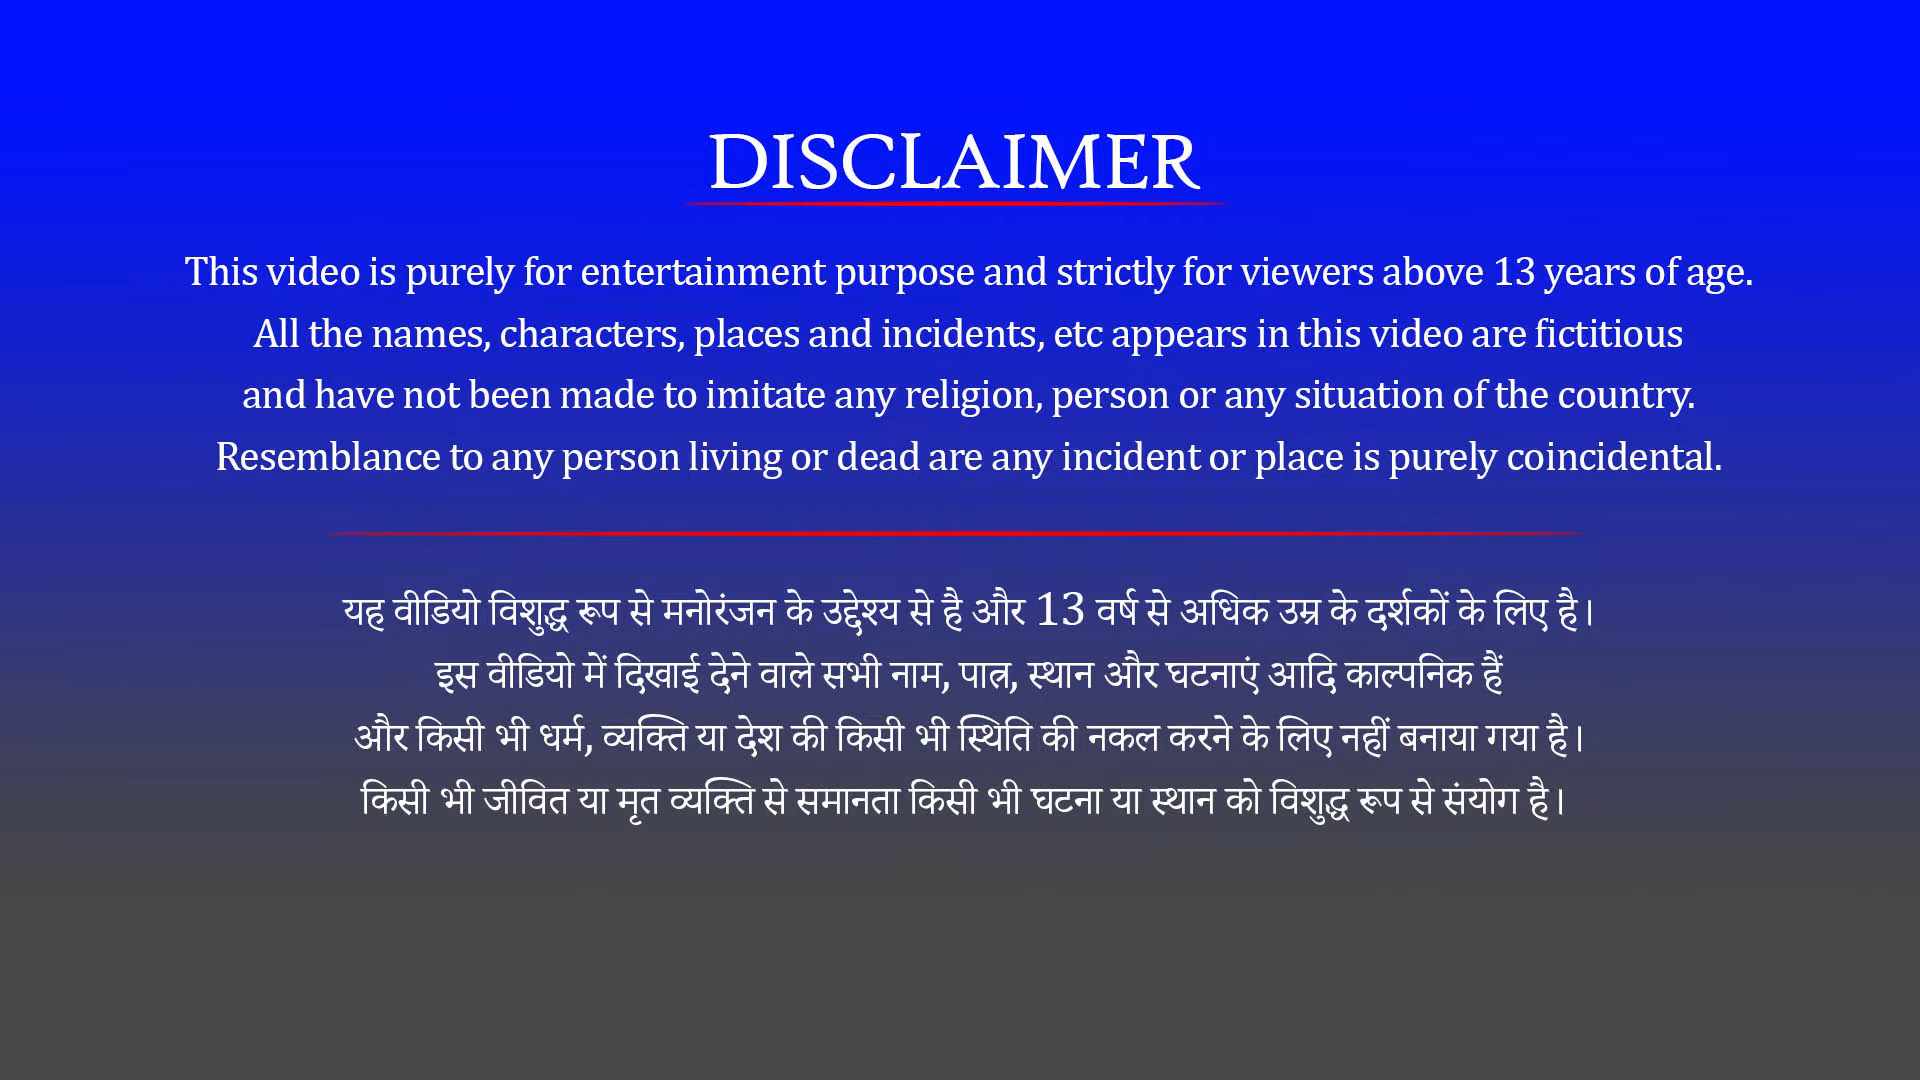 DISCLAIMER
This video is purely for entertainment purpose and strictly for viewers above 13 years of age.
All the names, characters, places and incidents, etc appears in this video are fictitious
and have not been made to imitate any religion, person or any situation of the country.
Resemblance to any person living or dead are any incident or place is purely coincidental.
यह वीडियो विशुद्ध रूप से मनोरंजन के उद्देश्य से है और 13 वर्ष से अधिक उम्र के दर्शकों के लिए है।
इस वीडियो में दिखाई देने वाले सभी नाम, पात्र, स्थान और घटनाएं आदि काल्पनिक हैं
और किसी भी धर्म, व्यक्ति या देश की किसी भी स्थिति की नकल करने के लिए नहीं बनाया गया है।
किसी भी जीवित या मृत व्यक्ति से समानता किसी भी घटना या स्थान को विशुद्ध रूप से संयोग है।